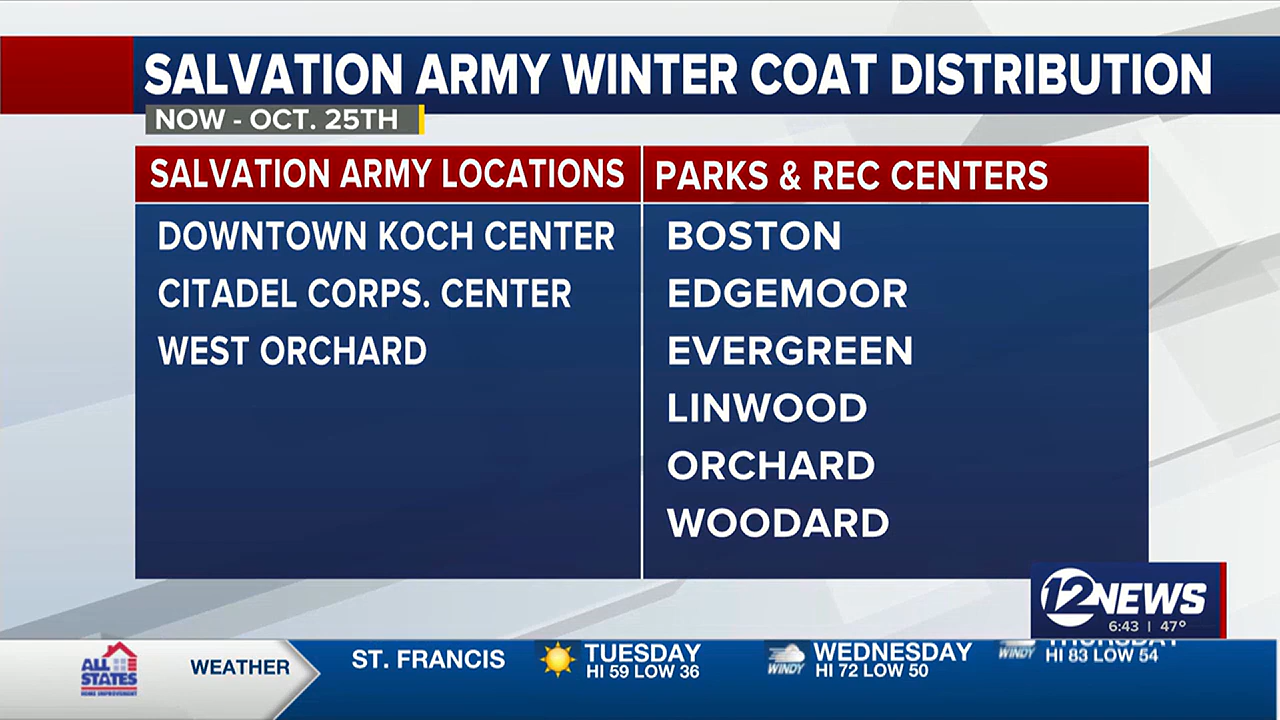 SALVATION ARMY WINTER COAT DISTRIBUTION
NOW - OCT. 25TH
SALVATION ARMY LOCATIONS
DOWNTOWN KOCH CENTER
CITADEL CORPS. CENTER
WEST ORCHARD
PARKS & REC CENTERS
BOSTON
EDGEMOOR
EVERGREEN
LINWOOD
ORCHARD
WOODARD
12 NEWS
6:43 | 47°
ALL STATES
HOME IMPROVEMENT
WEATHER
ST. FRANCIS
TUESDAY
HI 59 LOW 36
WINDY
WEDNESDAY
HI 72 LOW 50
WINDY
THURSDAY
HI 83 LOW 54